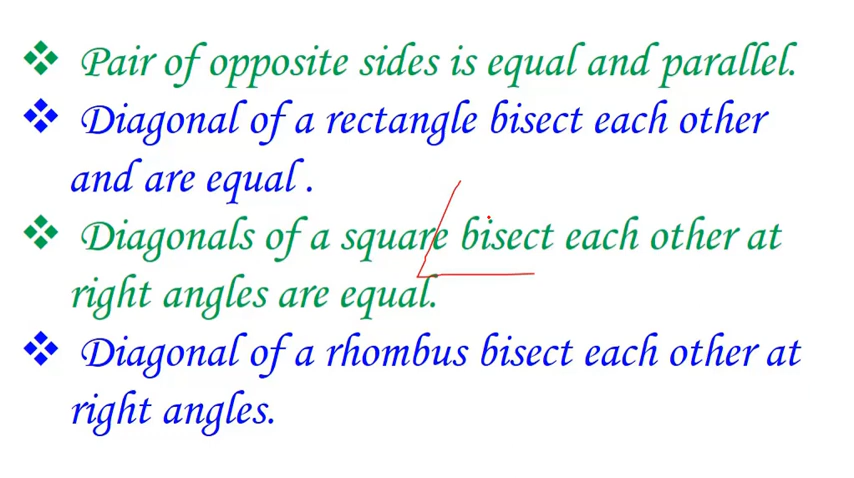 ❖ Pair of opposite sides is equal and parallel.
❖ Diagonal of a rectangle bisect each other
and are equal .
❖ Diagonals of a square bisect each other at
right angles are equal.
❖ Diagonal of a rhombus bisect each other at
right angles.